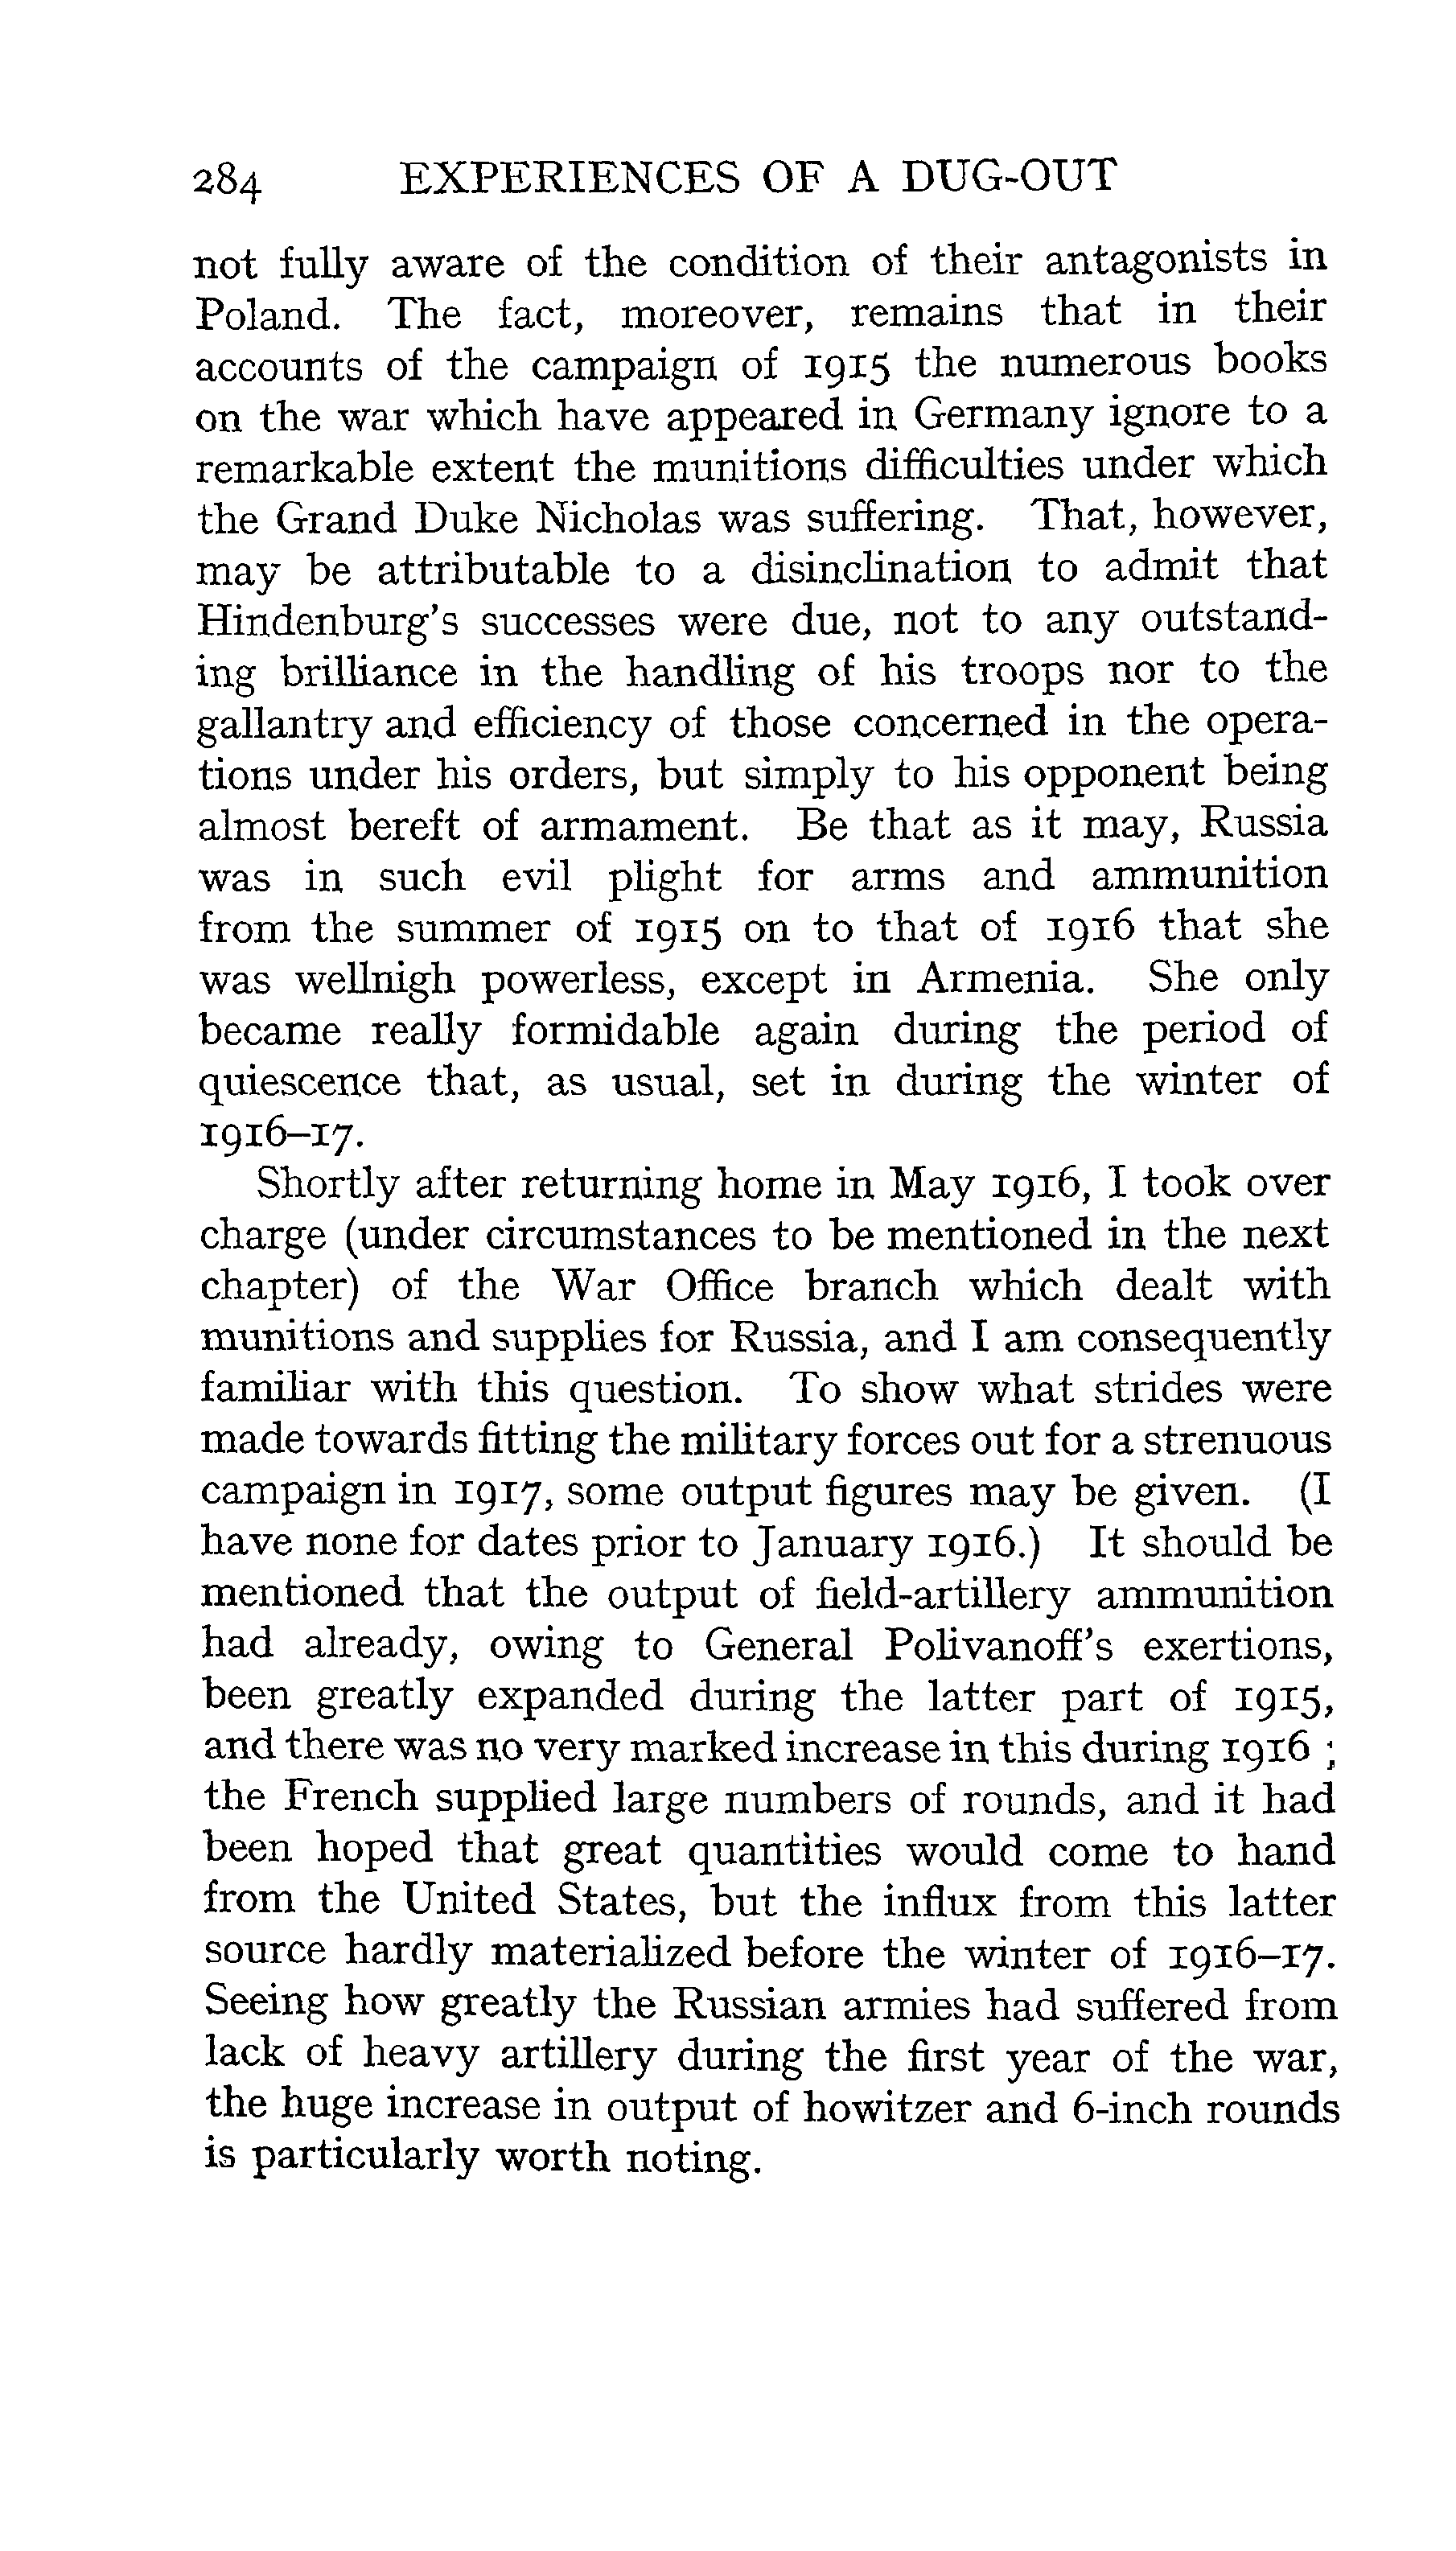 284 EXPERIENCES OF A DUG-OUT
not fully aware of the condition of their antagonists in
Poland. The fact, moreover, remains that in their
accounts of the campaign of 1915 the numerous books
on the war which have appeared in Germany ignore to a
remarkable extent the munitions difficulties under which
the Grand Duke Nicholas was suffering. That, however,
may be attributable to a disinclination to admit that
Hindenburg's successes were due, not to any outstand-
ing brilliance in the handling of his troops nor to the
gallantry and efficiency of those concerned in the opera-
tions under his orders, but simply to his opponent being
almost bereft of armament. Be that as it may, Russia
was in such evil plight for arms and ammunition
from the summer of 1915 on to that of 1916 that she
was wellnigh powerless, except in Armenia. She only
became really formidable again during the period of
quiescence that, as usual, set in during the winter of
1916–17.
Shortly after returning home in May 1916, I took over
charge (under circumstances to be mentioned in the next
chapter) of the War Office branch which dealt with
munitions and supplies for Russia, and I am consequently
familiar with this question. To show what strides were
made towards fitting the military forces out for a strenuous
campaign in 1917, some output figures may be given. (I
have none for dates prior to January 1916.) It should be
mentioned that the output of field-artillery ammunition
had already, owing to General Polivanoff's exertions,
been greatly expanded during the latter part of 1915,
and there was no very marked increase in this during 1916 ;
the French supplied large numbers of rounds, and it had
been hoped that great quantities would come to hand
from the United States, but the influx from this latter
source hardly materialized before the winter of 1916–17.
Seeing how greatly the Russian armies had suffered from
lack of heavy artillery during the first year of the war,
the huge increase in output of howitzer and 6-inch rounds
is particularly worth noting.